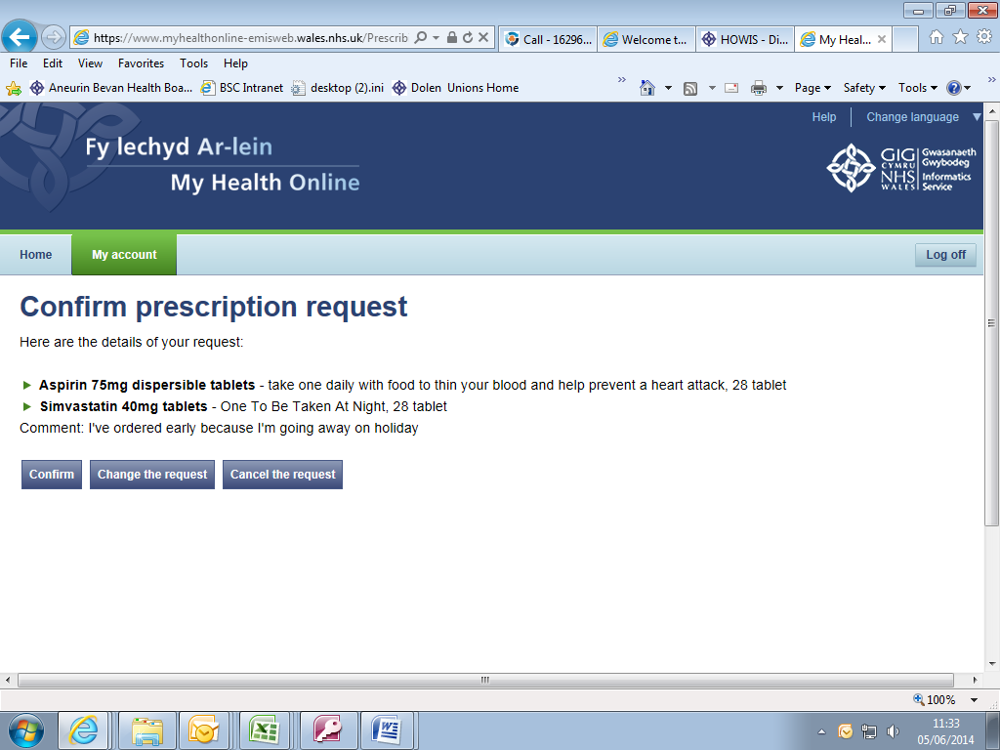 https://www.myhealthonline-emisweb.wales.nhs.uk/Prescrib
Call - 16296...
Welcome t...
HOWIS - Di...
My Heal...
File Edit View Favorites Tools Help
Aneurin Bevan Health Boa... BSC Intranet desktop (2).ini Dolen Unions Home
Page Safety Tools
Help Change language
Fy Iechyd Ar-lein
My Health Online
GIG
CYMRU
NHS
WALES
Gwasanaeth
Gwybodeg
Informatics
Service
Home My account Log off
Confirm prescription request
Here are the details of your request:
Aspirin 75mg dispersible tablets - take one daily with food to thin your blood and help prevent a heart attack, 28 tablet
Simvastatin 40mg tablets - One To Be Taken At Night, 28 tablet
Comment: I've ordered early because I'm going away on holiday
Confirm Change the request Cancel the request
100%
11:33
05/06/2014